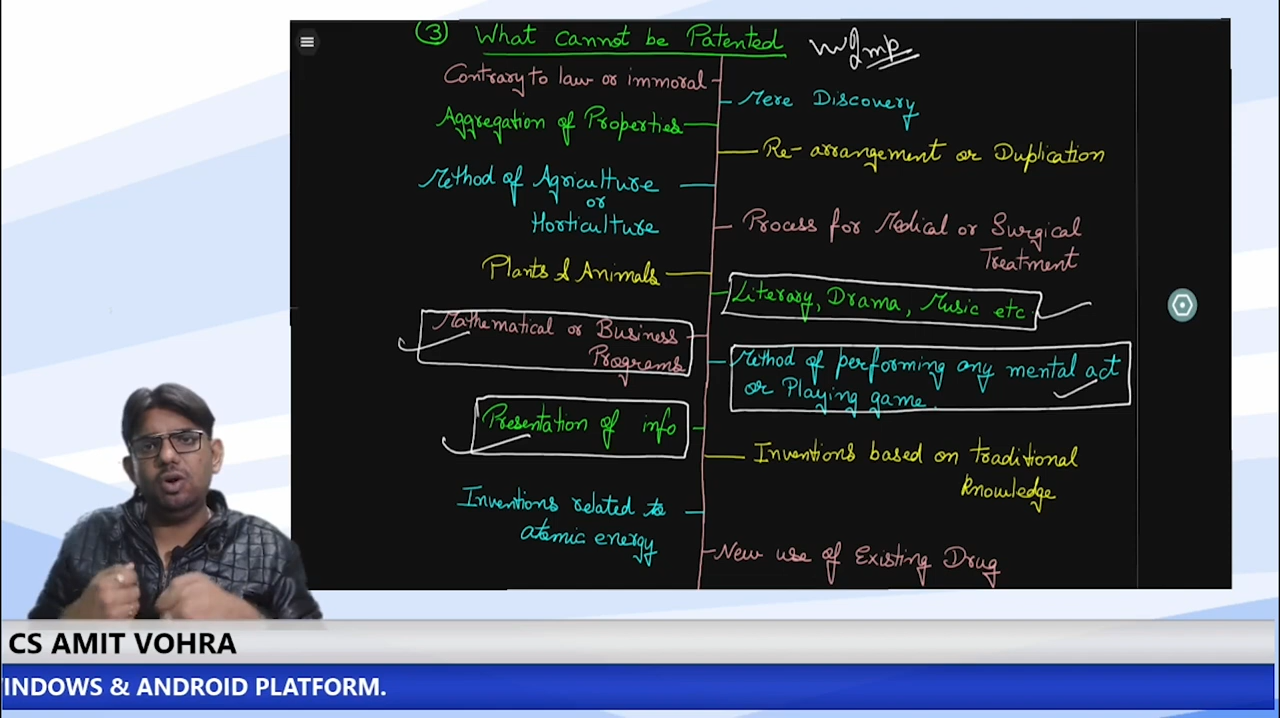 ③ What cannot be Patented
Contrary to law or immoral
Mere Discovery
Aggregation of Properties
Re-arrangement or Duplication
Method of Agriculture
or
Horticulture
Process for Medical or Surgical
Treatment
Plants & Animals
Literary, Drama, Music etc.
Mathematical or Business
Programs
Method of performing any mental act
or Playing game.
Presentation of info
Inventions based on traditional
knowledge
Inventions related to
atomic energy
New use of Existing Drug
CS AMIT VOHRA
INDOWS & ANDROID PLATFORM.